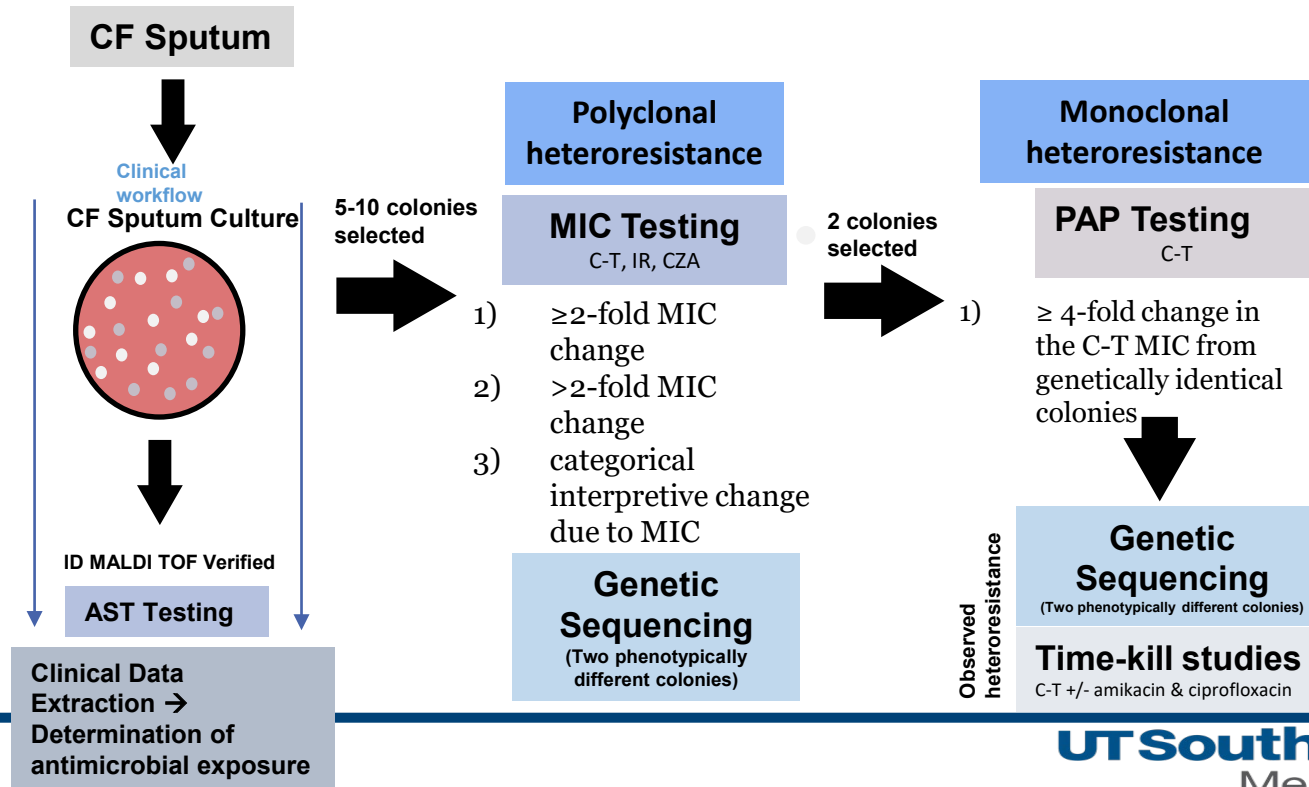 CF Sputum
Clinical
workflow
CF Sputum Culture
ID MALDI TOF Verified
AST Testing
Clinical Data
Extraction →
Determination of
antimicrobial exposure
5-10 colonies
selected
Polyclonal
heteroresistance
MIC Testing
C-T, IR, CZA
1) ≥2-fold MIC
change
2) >2-fold MIC
change
3) categorical
interpretive change
due to MIC
Genetic
Sequencing
(Two phenotypically
different colonies)
2 colonies
selected
Monoclonal
heteroresistance
PAP Testing
C-T
1) ≥ 4-fold change in
the C-T MIC from
genetically identical
colonies
Observed
heteroresistance
Genetic
Sequencing
(Two phenotypically different colonies)
Time-kill studies
C-T +/- amikacin & ciprofloxacin
UT South
Me